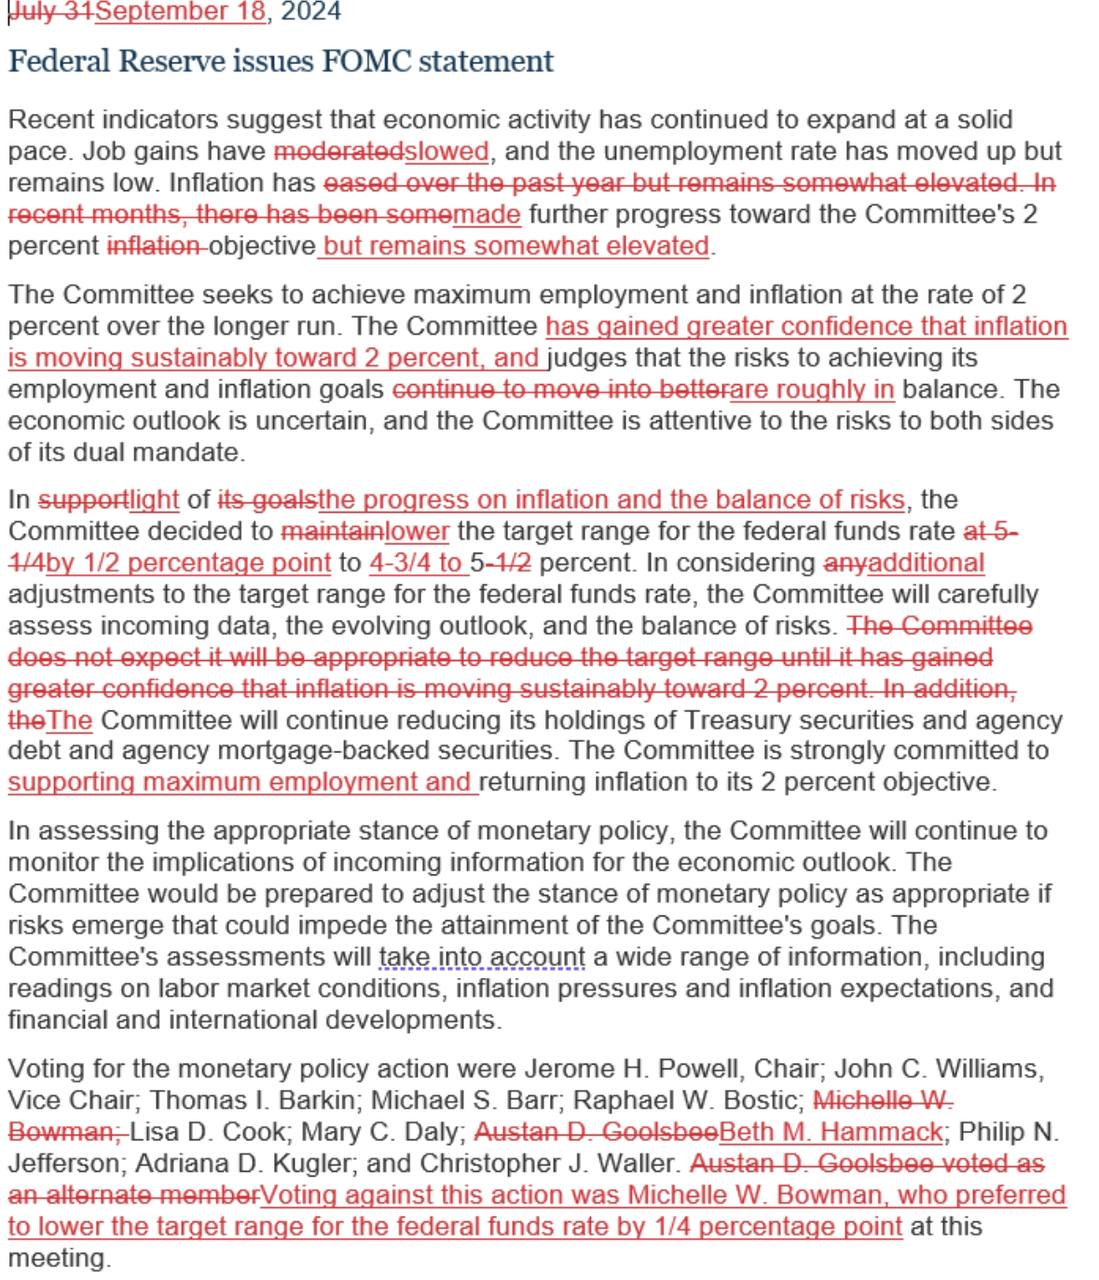 July 31September 18, 2024
Federal Reserve issues FOMC statement
Recent indicators suggest that economic activity has continued to expand at a solid
pace. Job gains have moderatedslowed, and the unemployment rate has moved up but
remains low. Inflation has eased over the past year but remains somewhat elevated. In
recent months, there has been somemade further progress toward the Committee's 2
percent inflation objective but remains somewhat elevated.
The Committee seeks to achieve maximum employment and inflation at the rate of 2
percent over the longer run. The Committee has gained greater confidence that inflation
is moving sustainably toward 2 percent, and judges that the risks to achieving its
employment and inflation goals continue to move into betterare roughly in balance. The
economic outlook is uncertain, and the Committee is attentive to the risks to both sides
of its dual mandate.
In supportlight of its goalsthe progress on inflation and the balance of risks, the
Committee decided to maintainlower the target range for the federal funds rate at 5-
1/4by 1/2 percentage point to 4-3/4 to 5-1/2 percent. In considering anyadditional
adjustments to the target range for the federal funds rate, the Committee will carefully
assess incoming data, the evolving outlook, and the balance of risks. The Committee
does not expect it will be appropriate to reduce the target range until it has gained
greater confidence that inflation is moving sustainably toward 2 percent. In addition,
theThe Committee will continue reducing its holdings of Treasury securities and agency
debt and agency mortgage-backed securities. The Committee is strongly committed to
supporting maximum employment and returning inflation to its 2 percent objective.
In assessing the appropriate stance of monetary policy, the Committee will continue to
monitor the implications of incoming information for the economic outlook. The
Committee would be prepared to adjust the stance of monetary policy as appropriate if
risks emerge that could impede the attainment of the Committee's goals. The
Committee's assessments will take into account a wide range of information, including
readings on labor market conditions, inflation pressures and inflation expectations, and
financial and international developments.
Voting for the monetary policy action were Jerome H. Powell, Chair; John C. Williams,
Vice Chair; Thomas I. Barkin; Michael S. Barr; Raphael W. Bostic; Michelle W.
Bowman; Lisa D. Cook; Mary C. Daly; Austan D. GoolsbeeBeth M. Hammack; Philip N.
Jefferson; Adriana D. Kugler; and Christopher J. Waller. Austan D. Goolsbee voted as
an alternate memberVoting against this action was Michelle W. Bowman, who preferred
to lower the target range for the federal funds rate by 1/4 percentage point at this
meeting.